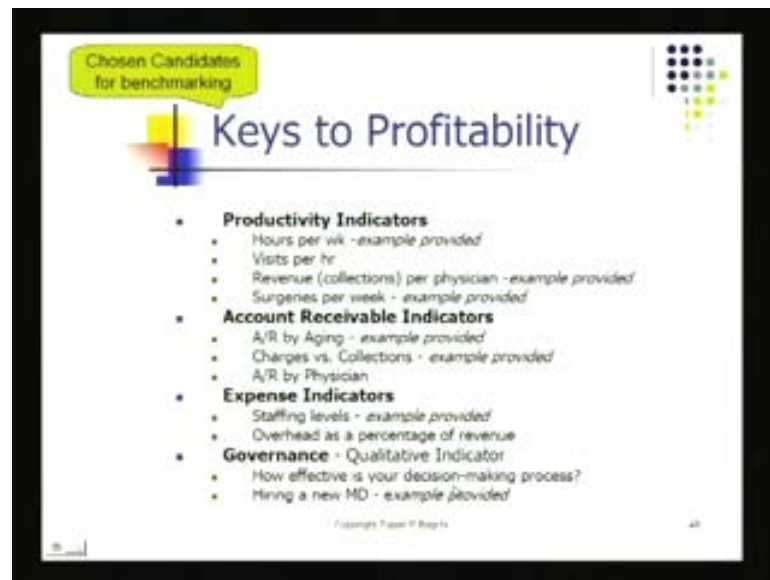 Chosen Candidates
for benchmarking
Keys to Profitability
Productivity Indicators
Hours per wk -example provided
Visits per hr
Revenue (collections) per physician -example provided
Surgeries per week - example provided
Account Receivable Indicators
A/R by Aging - example provided
Charges vs. Collections - example provided
A/R by Physician
Expense Indicators
Staffing levels - example provided
Overhead as a percentage of revenue
Governance - Qualitative Indicator
How effective is your decision-making process?
Hiring a new MD - example provided
Copyright